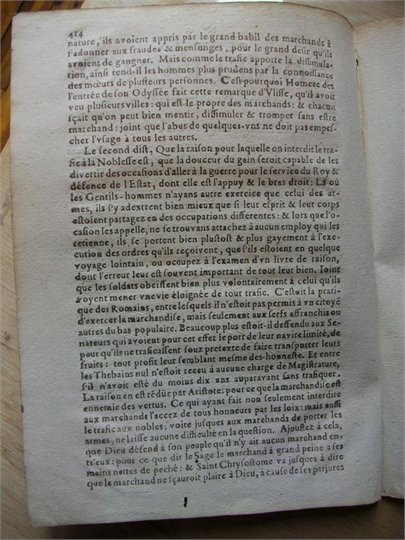 424
nature, ils avoient appris par le grand babil des marchands à
s'adonner aux fraudes & mensonges, pour le grand desir qu'ils
avoient de gaugner. Mais comme le trafic apporte la dissimula-
tion, ainsi rend-il les hommes plus prudens par la connoissance
des mœurs de plusieurs personnes. C'est-pourquoi Homere des
l'entrée de son Odyssée fait cette remarque d'Vlisse, qu'il avoit
veu plusieurs villes : qui est le propre des marchands : & chacun
sçait qu'on peut bien mentir, dissimuler & tromper sans estre
marchand : joint que l'abus de quelques-vns ne doit pas empes-
cher l'vsage à tous les autres.
Le second dist, Que la raison pour laquelle on interdit le tra-
fic à la Noblesse est, que la douceur du gain seroit capable de les
divertir des occasions d'aller à la guerre pour le service du Roy &
défence de l'Estat, dont elle est l'appuy & le bras droit: Là où
les Gentils-hommes n'ayans autre exercice que celui des ar-
mes, ils s'y adextrent bien mieux que si leur esprit & leur corps
estoient partagez en des occupations differentes : & lors que l'oc-
casion les appelle, ne se trouvans attachez à aucun employ qui les
retienne, ils se portent bien plustost & plus gayement à l'exe-
cution des ordres qu'ils reçoivent, que s'ils estoient en quelque
voyage lointain, ou occupez à l'examen d'vn livre de raison,
dont l'erreur leur est souvent important de tout leur bien. Joint
que les soldats obeïssent bien plus volontairement à celui qu'ils
voyent mener vne vie éloignée de tout trafic. C'estoit la prati-
que des Romains, entre lesquels il n'estoit pas permis à vn citoyé
d'exercer la marchandise, mais seulement aux serfs affranchis ou
autres du bas populaire. Beaucoup plus estoit-il deffendu aux Se-
nateurs qui avoient pour cet effet le port de leur navire limité, de
peur qu'ils ne trafiquassent souz pretexte de faire transporter leurs
fruits : tout profit leur semblant mesme des-honneste. Et entre
les Thebains nul n'estoit receu à aucune charge de Magistrature,
s'il n'avoit esté du moins dix ans auparavant sans trafiquer.
La raison en est rédüe par Aristote: pour ce que la marchandise est
ennemie des vertus. Ce qui ayant fait non seulement interdire
aux marchands l'accez de tous honneurs par les loix: mais aussi
le trafic aux nobles : voire jusques aux marchands de porter les
armes, ne laisse aucune difficulté en la question. Ajoustez à cela,
que Dieu défend à son peuple qu'il n'y ait aucun marchand en-
tr'eux : pour ce que dit le Sage le marchand à grand peine a ses
mains nettes de peché : & Saint Chrysostome va jusques à dire
que le marchand ne sçauroit plaire à Dieu, à cause de ses parjures